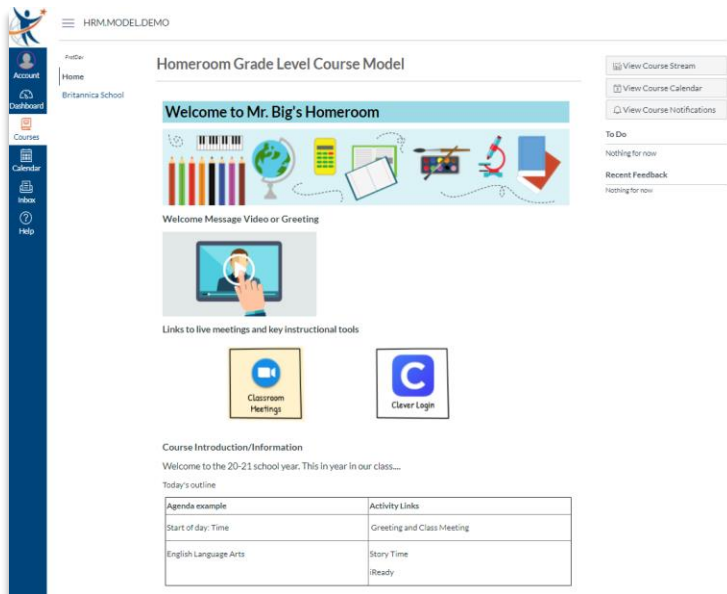 HRM.MODEL.DEMO
Account
Dashboard
Courses
Calendar
Inbox
Help
Home
Britannica School
Homeroom Grade Level Course Model
Welcome to Mr. Big's Homeroom
Welcome Message Video or Greeting
Links to live meetings and key instructional tools
Classroom
Meetings
C
Clever Login
Course Introduction/Information
Welcome to the 20-21 school year. This in year in our class....
Today's outline
Agenda example
Activity Links
Start of day: Time
Greeting and Class Meeting
English Language Arts
Story Time
iReady
View Course Stream
View Course Calendar
View Course Notifications
To Do
Nothing for now
Recent Feedback
Nothing for now